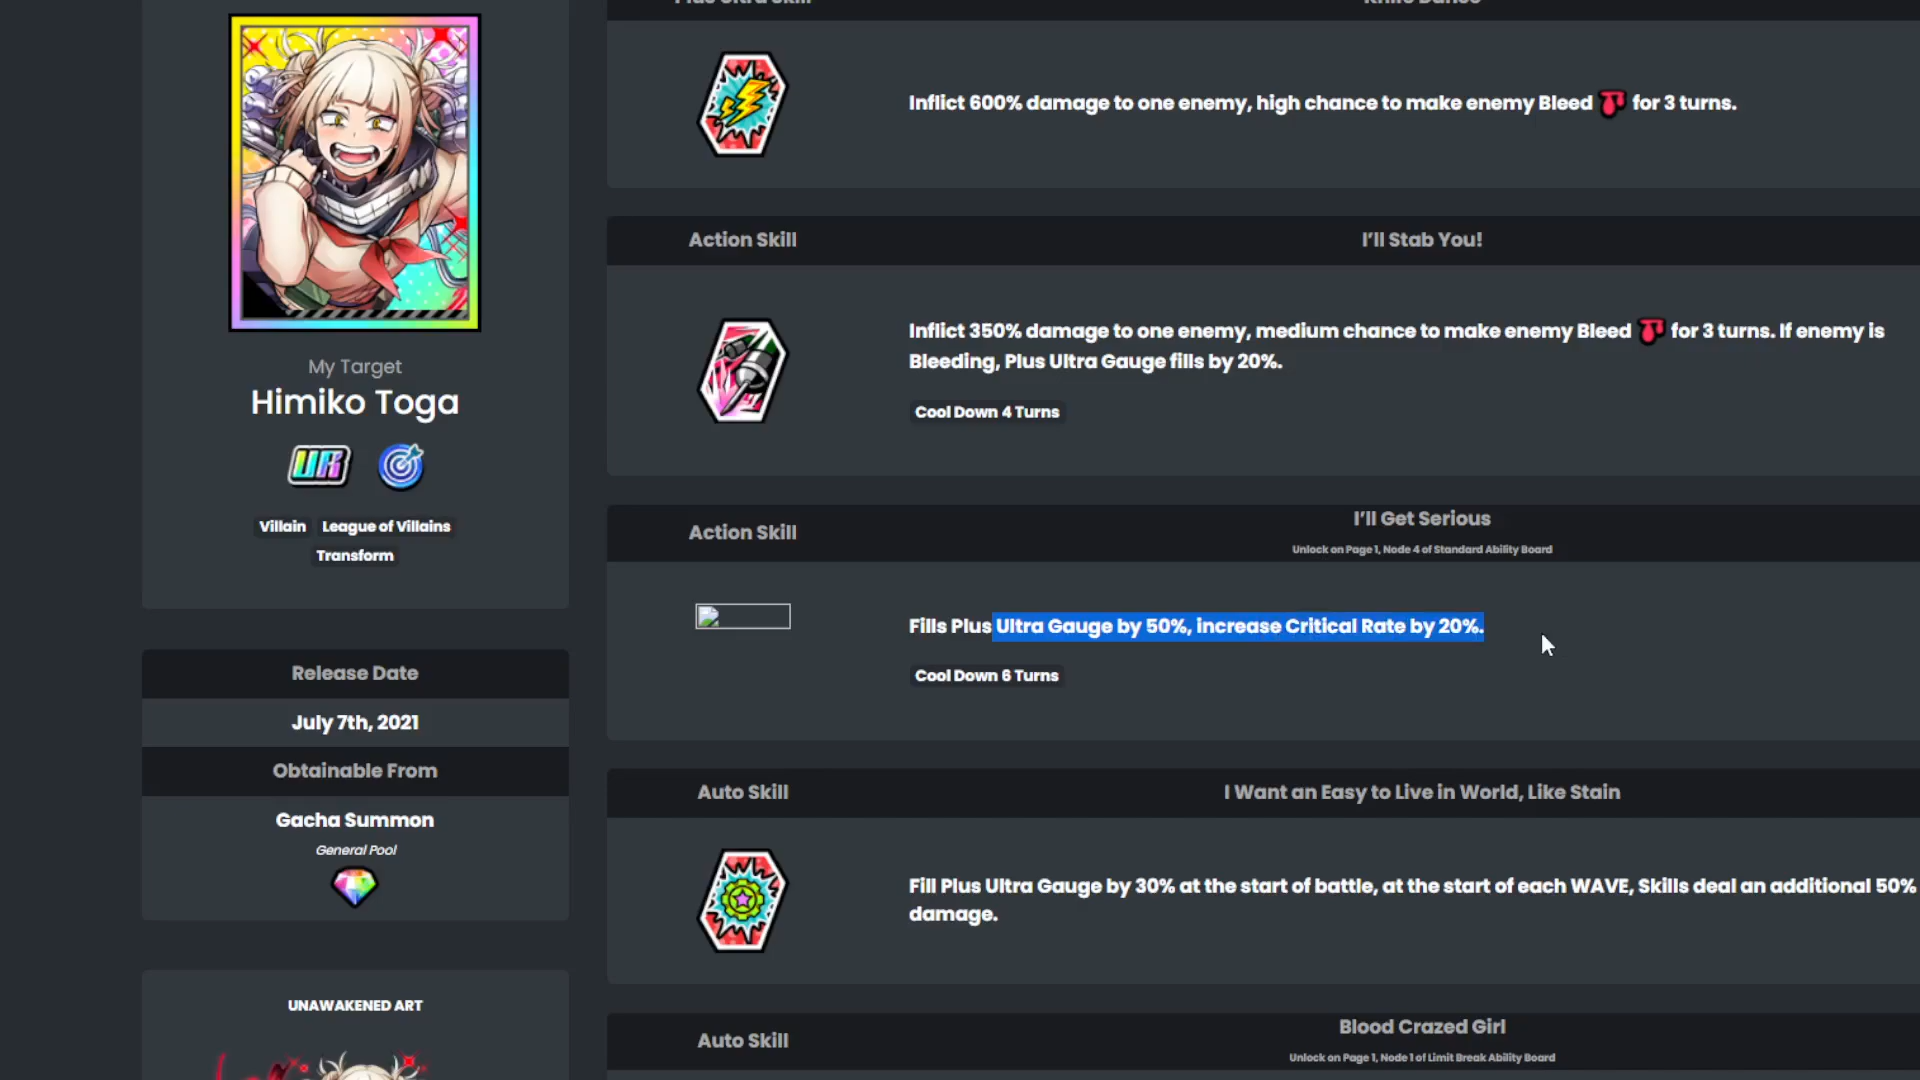 Plus Ultra Skill
Knife Dance
Inflict 600% damage to one enemy, high chance to make enemy Bleed for 3 turns.
Action Skill
I'll Stab You!
Inflict 350% damage to one enemy, medium chance to make enemy Bleed for 3 turns. If enemy is
Bleeding, Plus Ultra Gauge fills by 20%.
Cool Down 4 Turns
My Target
Himiko Toga
UR
Villain
League of Villains
Transform
Action Skill
I'll Get Serious
Unlock on Page 1, Node 4 of Standard Ability Board
Fills Plus Ultra Gauge by 50%, increase Critical Rate by 20%.
Cool Down 6 Turns
Release Date
July 7th, 2021
Obtainable From
Gacha Summon
General Pool
Auto Skill
I Want an Easy to Live in World, Like Stain
Fill Plus Ultra Gauge by 30% at the start of battle, at the start of each WAVE, Skills deal an additional 50%
damage.
UNAWAKENED ART
Auto Skill
Blood Crazed Girl
Unlock on Page 1, Node 1 of Limit Break Ability Board